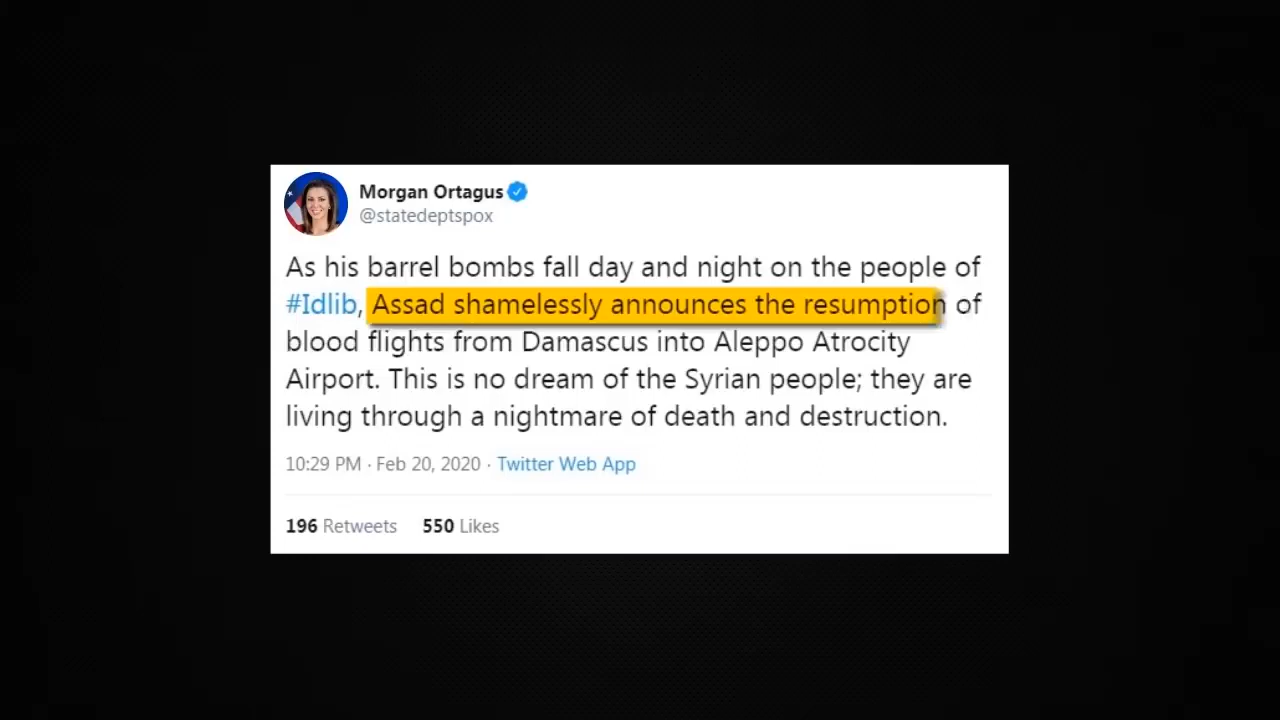 Morgan Ortagus
@statedeptspox
As his barrel bombs fall day and night on the people of
#Idlib, Assad shamelessly announces the resumption of
blood flights from Damascus into Aleppo Atrocity
Airport. This is no dream of the Syrian people; they are
living through a nightmare of death and destruction.
10:29 PM · Feb 20, 2020 · Twitter Web App
196 Retweets 550 Likes